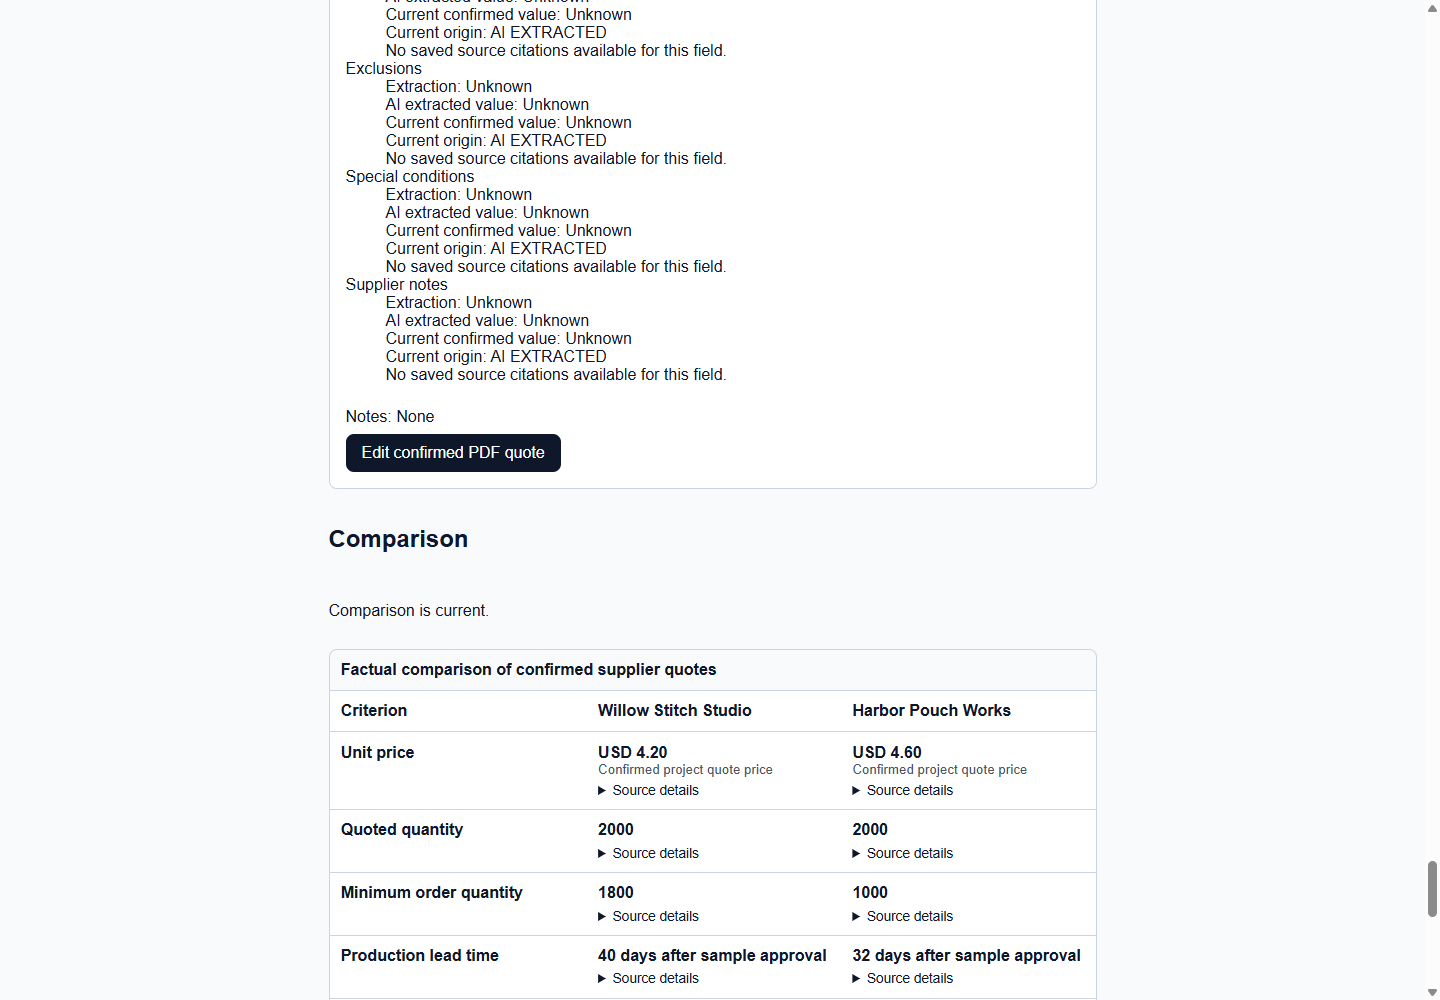 AI extracted value: Unknown
Current confirmed value: Unknown
Current origin: AI EXTRACTED
No saved source citations available for this field.
Exclusions
Extraction: Unknown
AI extracted value: Unknown
Current confirmed value: Unknown
Current origin: AI EXTRACTED
No saved source citations available for this field.
Special conditions
Extraction: Unknown
AI extracted value: Unknown
Current confirmed value: Unknown
Current origin: AI EXTRACTED
No saved source citations available for this field.
Supplier notes
Extraction: Unknown
AI extracted value: Unknown
Current confirmed value: Unknown
Current origin: AI EXTRACTED
No saved source citations available for this field.
Notes: None
Edit confirmed PDF quote
Comparison
Comparison is current.
Factual comparison of confirmed supplier quotes
Criterion Willow Stitch Studio Harbor Pouch Works
Unit price USD 4.20 USD 4.60
Confirmed project quote price Confirmed project quote price
▶ Source details ▶ Source details
Quoted quantity 2000 2000
▶ Source details ▶ Source details
Minimum order quantity 1800 1000
▶ Source details ▶ Source details
Production lead time 40 days after sample approval 32 days after sample approval
▶ Source details ▶ Source details